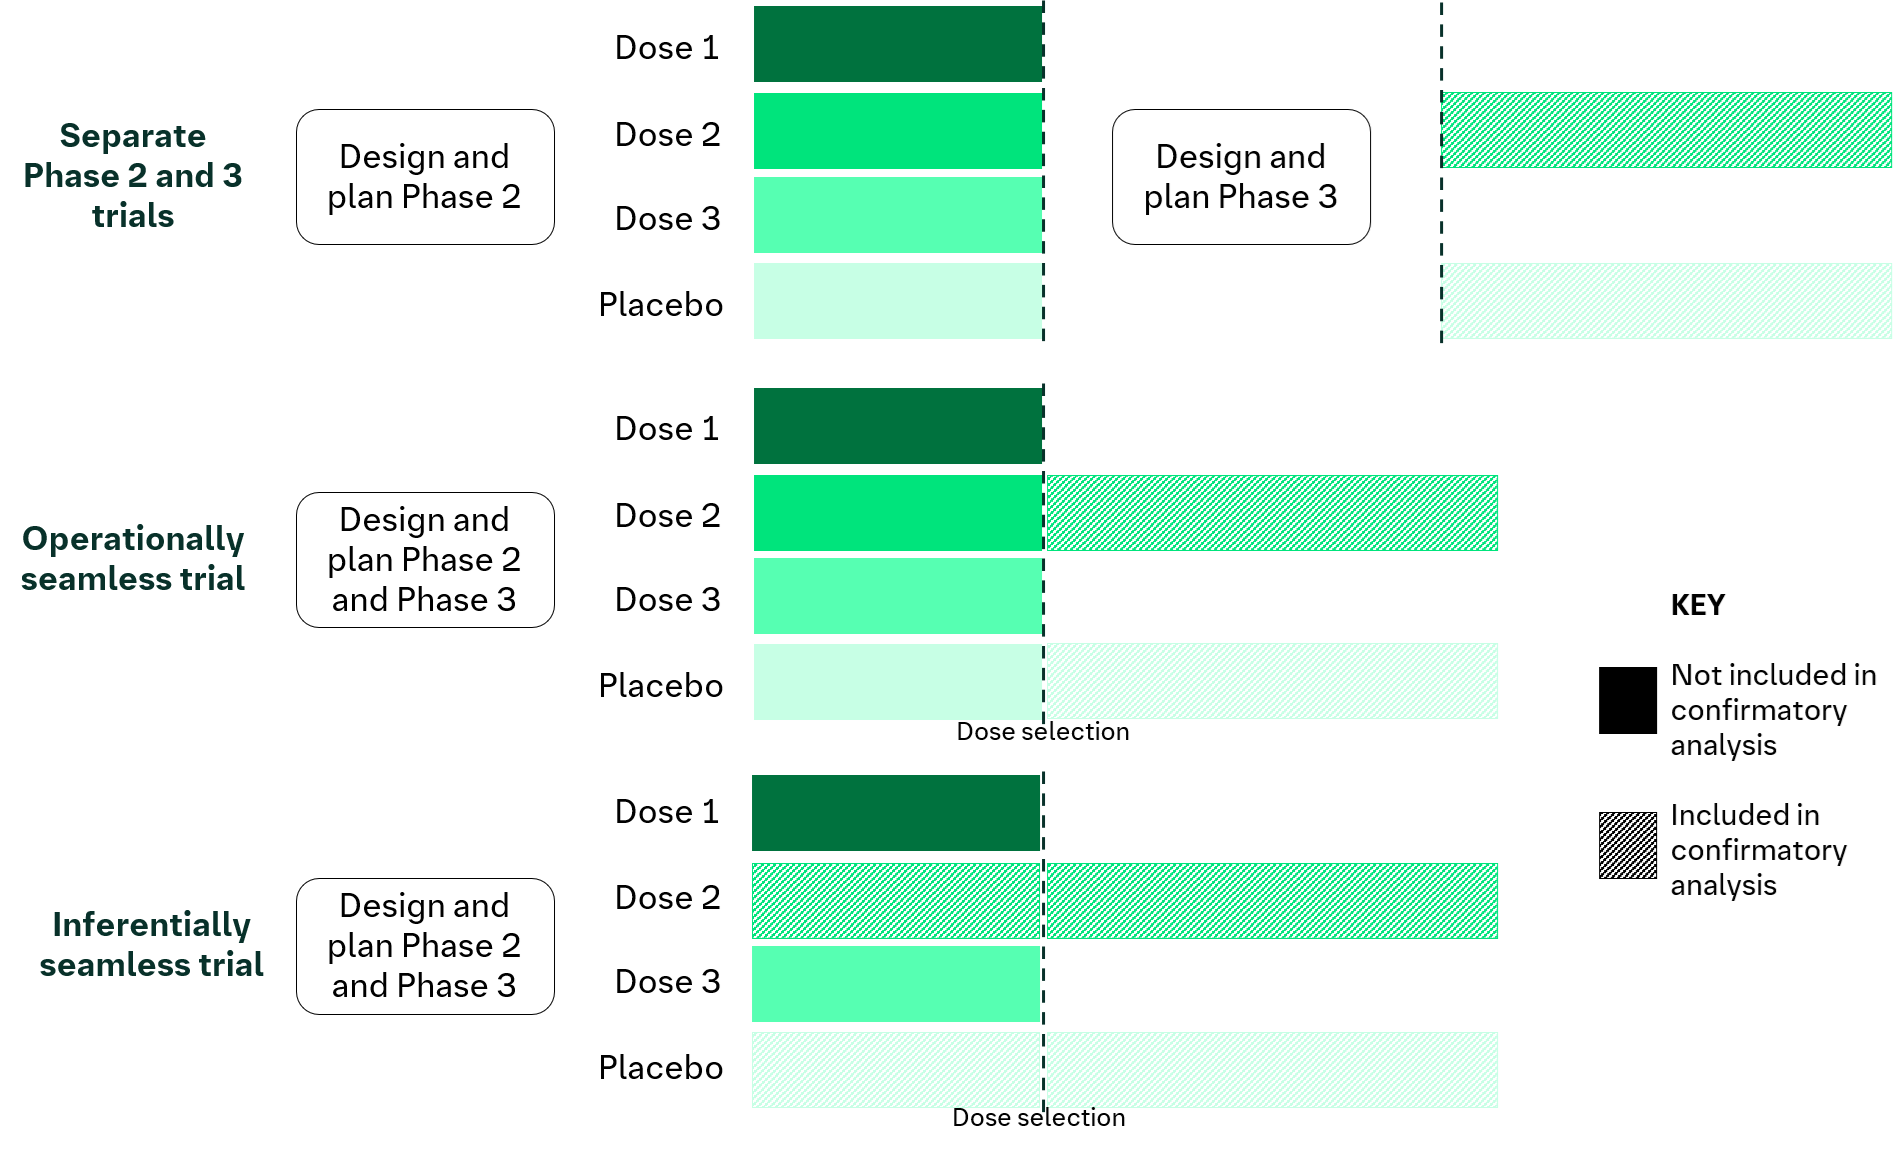 Separate
Phase 2 and 3
trials
Design and
plan Phase 2
Dose 1
Dose 2
Dose 3
Placebo
Design and
plan Phase 3
Operationally
seamless trial
Design and
plan Phase 2
and Phase 3
Dose 1
Dose 2
Dose 3
Placebo
Dose selection
Inferentially
seamless trial
Design and
plan Phase 2
and Phase 3
Dose 1
Dose 2
Dose 3
Placebo
Dose selection
KEY
Not included in
confirmatory
analysis
Included in
confirmatory
analysis